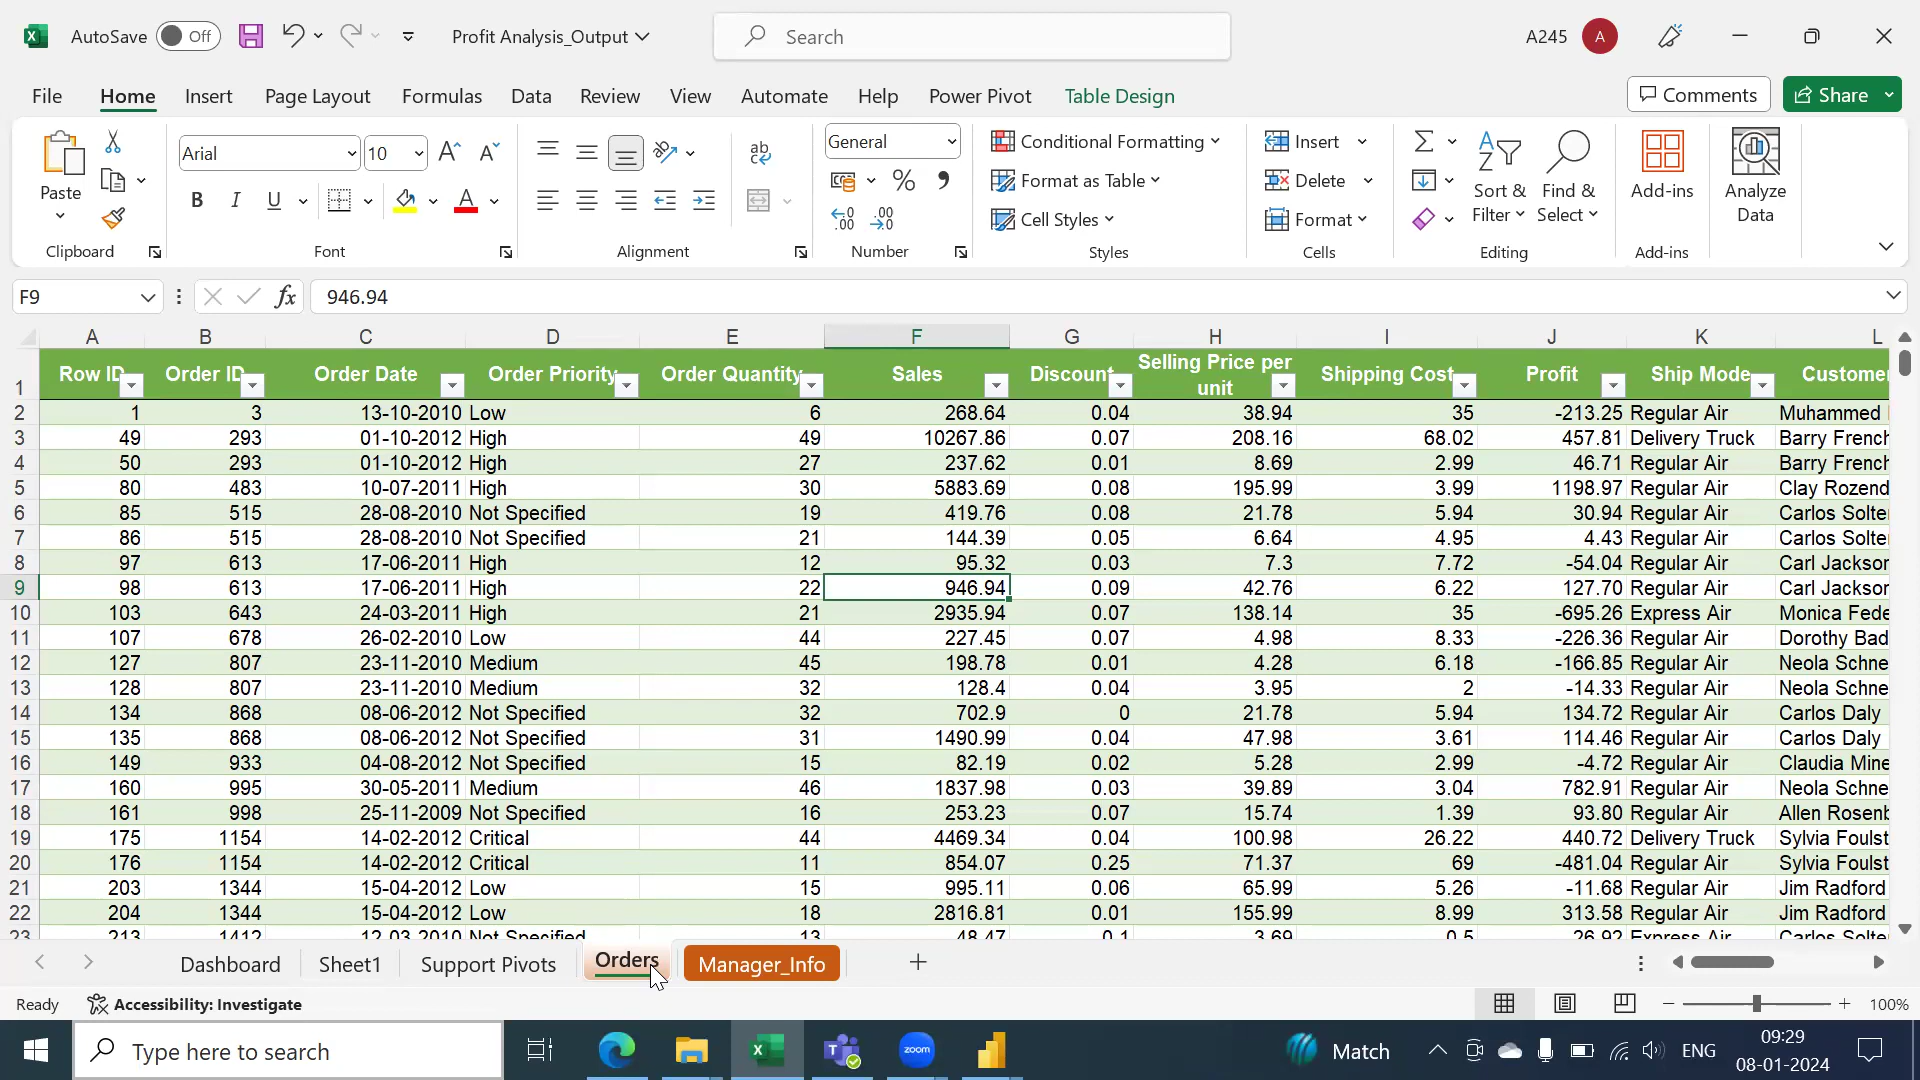 AutoSave Off Profit Analysis_Output Search A245 A
File Home Insert Page Layout Formulas Data Review View Automate Help Power Pivot Table Design Comments Share
Paste Arial 10 General Conditional Formatting Format as Table Cell Styles Insert Delete Format Sort & Filter Find & Select Add-ins Analyze Data
Clipboard Font Alignment Number Styles Cells Editing Add-ins
F9 fx 946.94
A B C D E F G H I J K L
1 Row ID Order ID Order Date Order Priority Order Quantity Sales Discount Selling Price per unit Shipping Cost Profit Ship Mode Customer
2 1 3 13-10-2010 Low 6 268.64 0.04 38.94 35 -213.25 Regular Air Muhammed
3 49 293 01-10-2012 High 49 10267.86 0.07 208.16 68.02 457.81 Delivery Truck Barry French
4 50 293 01-10-2012 High 27 237.62 0.01 8.69 2.99 46.71 Regular Air Barry French
5 80 483 10-07-2011 High 30 5883.69 0.08 195.99 3.99 1198.97 Regular Air Clay Rozend
6 85 515 28-08-2010 Not Specified 19 419.76 0.08 21.78 5.94 30.94 Regular Air Carlos Solte
7 86 515 28-08-2010 Not Specified 21 144.39 0.05 6.64 4.95 4.43 Regular Air Carlos Solte
8 97 613 17-06-2011 High 12 95.32 0.03 7.3 7.72 -54.04 Regular Air Carl Jackson
9 98 613 17-06-2011 High 22 946.94 0.09 42.76 6.22 127.70 Regular Air Carl Jackson
10 103 643 24-03-2011 High 21 2935.94 0.07 138.14 35 -695.26 Express Air Monica Fede
11 107 678 26-02-2010 Low 44 227.45 0.07 4.98 8.33 -226.36 Regular Air Dorothy Bad
12 127 807 23-11-2010 Medium 45 198.78 0.01 4.28 6.18 -166.85 Regular Air Neola Schne
13 128 807 23-11-2010 Medium 32 128.4 0.04 3.95 2 -14.33 Regular Air Neola Schne
14 134 868 08-06-2012 Not Specified 32 702.9 0 21.78 5.94 134.72 Regular Air Carlos Daly
15 135 868 08-06-2012 Not Specified 31 1490.99 0.04 47.98 3.61 114.46 Regular Air Carlos Daly
16 149 933 04-08-2012 Not Specified 15 82.19 0.02 5.28 2.99 -4.72 Regular Air Claudia Mine
17 160 995 30-05-2011 Medium 46 1837.98 0.03 39.89 3.04 782.91 Regular Air Neola Schne
18 161 998 25-11-2009 Not Specified 16 253.23 0.07 15.74 1.39 93.80 Regular Air Allen Rosenb
19 175 1154 14-02-2012 Critical 44 4469.34 0.04 100.98 26.22 440.72 Delivery Truck Sylvia Foulst
20 176 1154 14-02-2012 Critical 11 854.07 0.25 71.37 69 -481.04 Regular Air Sylvia Foulst
21 203 1344 15-04-2012 Low 15 995.11 0.06 65.99 5.26 -11.68 Regular Air Jim Radford
22 204 1344 15-04-2012 Low 18 2816.81 0.01 155.99 8.99 313.58 Regular Air Jim Radford
23 213 1412 12-03-2010 Not Specified 13 48.47 0.1 3.69 0.5 26.92 Express Air Carlos Solte
Dashboard Sheet1 Support Pivots Orders Manager_Info
Ready Accessibility: Investigate 100%
Type here to search zoom Match ENG 09:29
08-01-2024